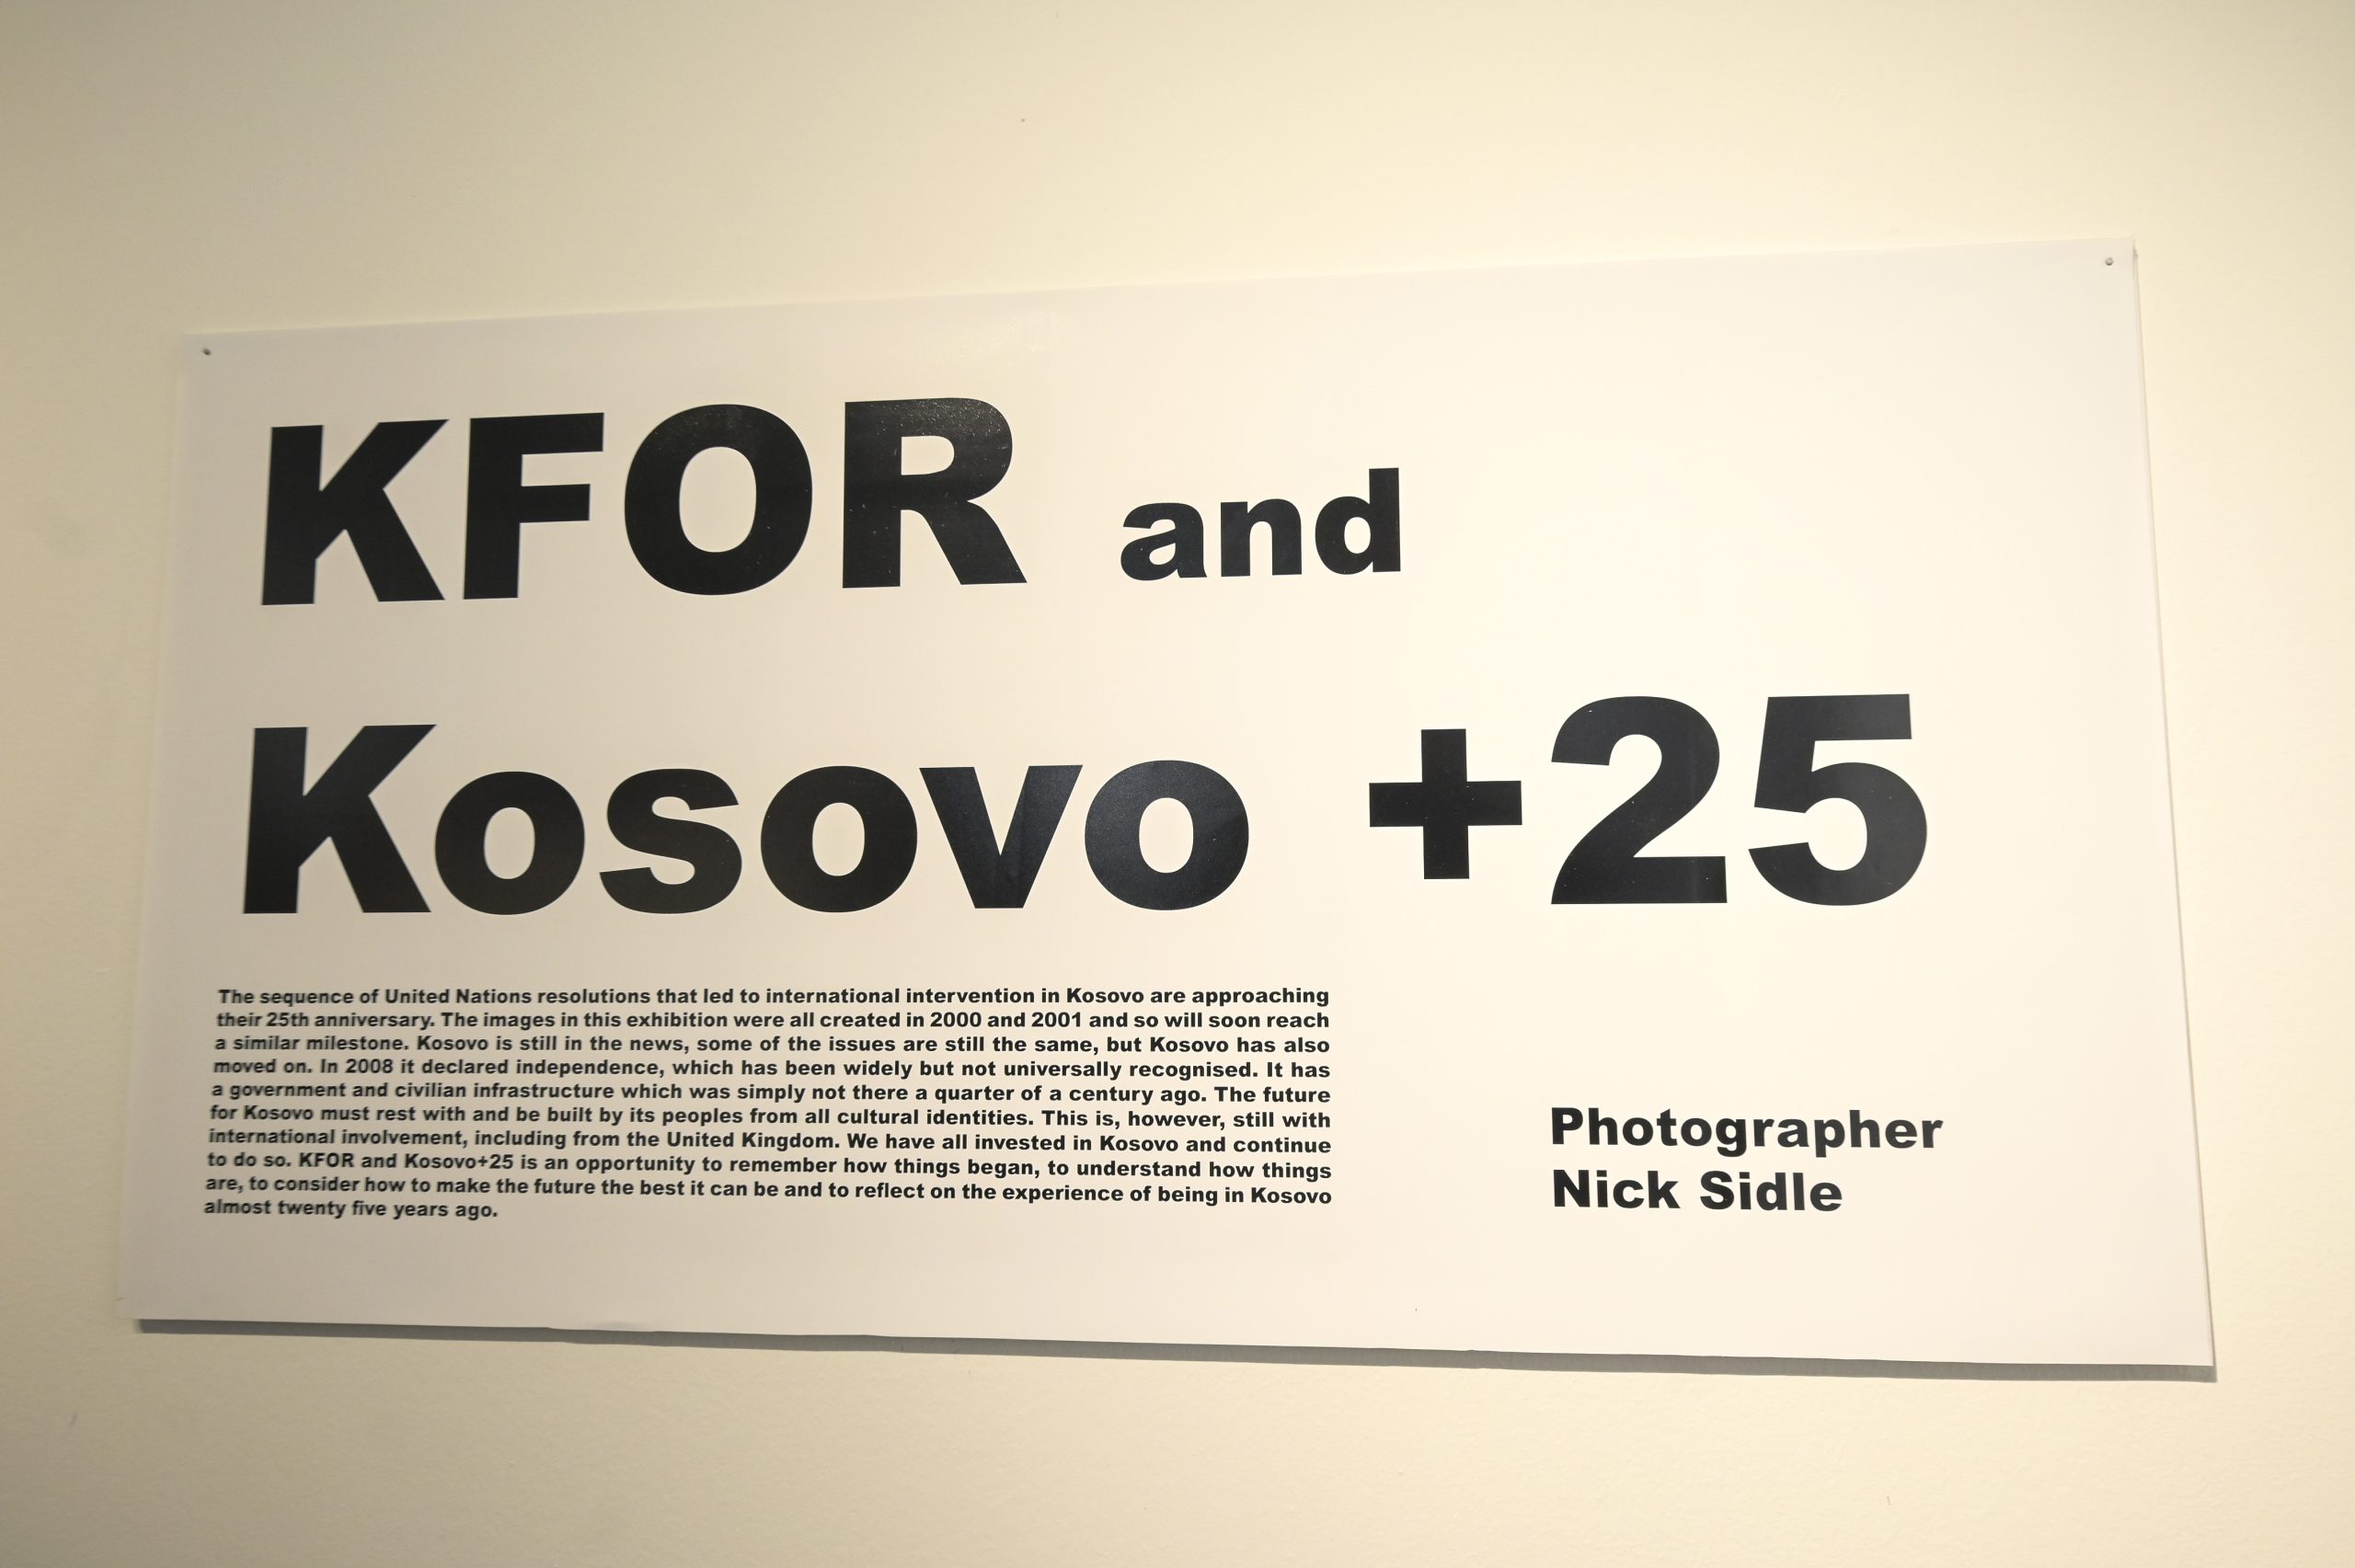 KFOR and
Kosovo +25
The sequence of United Nations resolutions that led to international intervention in Kosovo are approaching
their 25th anniversary. The images in this exhibition were all created in 2000 and 2001 and so will soon reach
a similar milestone. Kosovo is still in the news, some of the issues are still the same, but Kosovo has also
moved on. In 2008 it declared independence, which has been widely but not universally recognised. It has
a government and civilian infrastructure which was simply not there a quarter of a century ago. The future
for Kosovo must rest with and be built by its peoples from all cultural identities. This is, however, still with
international involvement, including from the United Kingdom. We have all invested in Kosovo and continue
to do so. KFOR and Kosovo+25 is an opportunity to remember how things began, to understand how things
are, to consider how to make the future the best it can be and to reflect on the experience of being in Kosovo
almost twenty five years ago.
Photographer
Nick Sidle